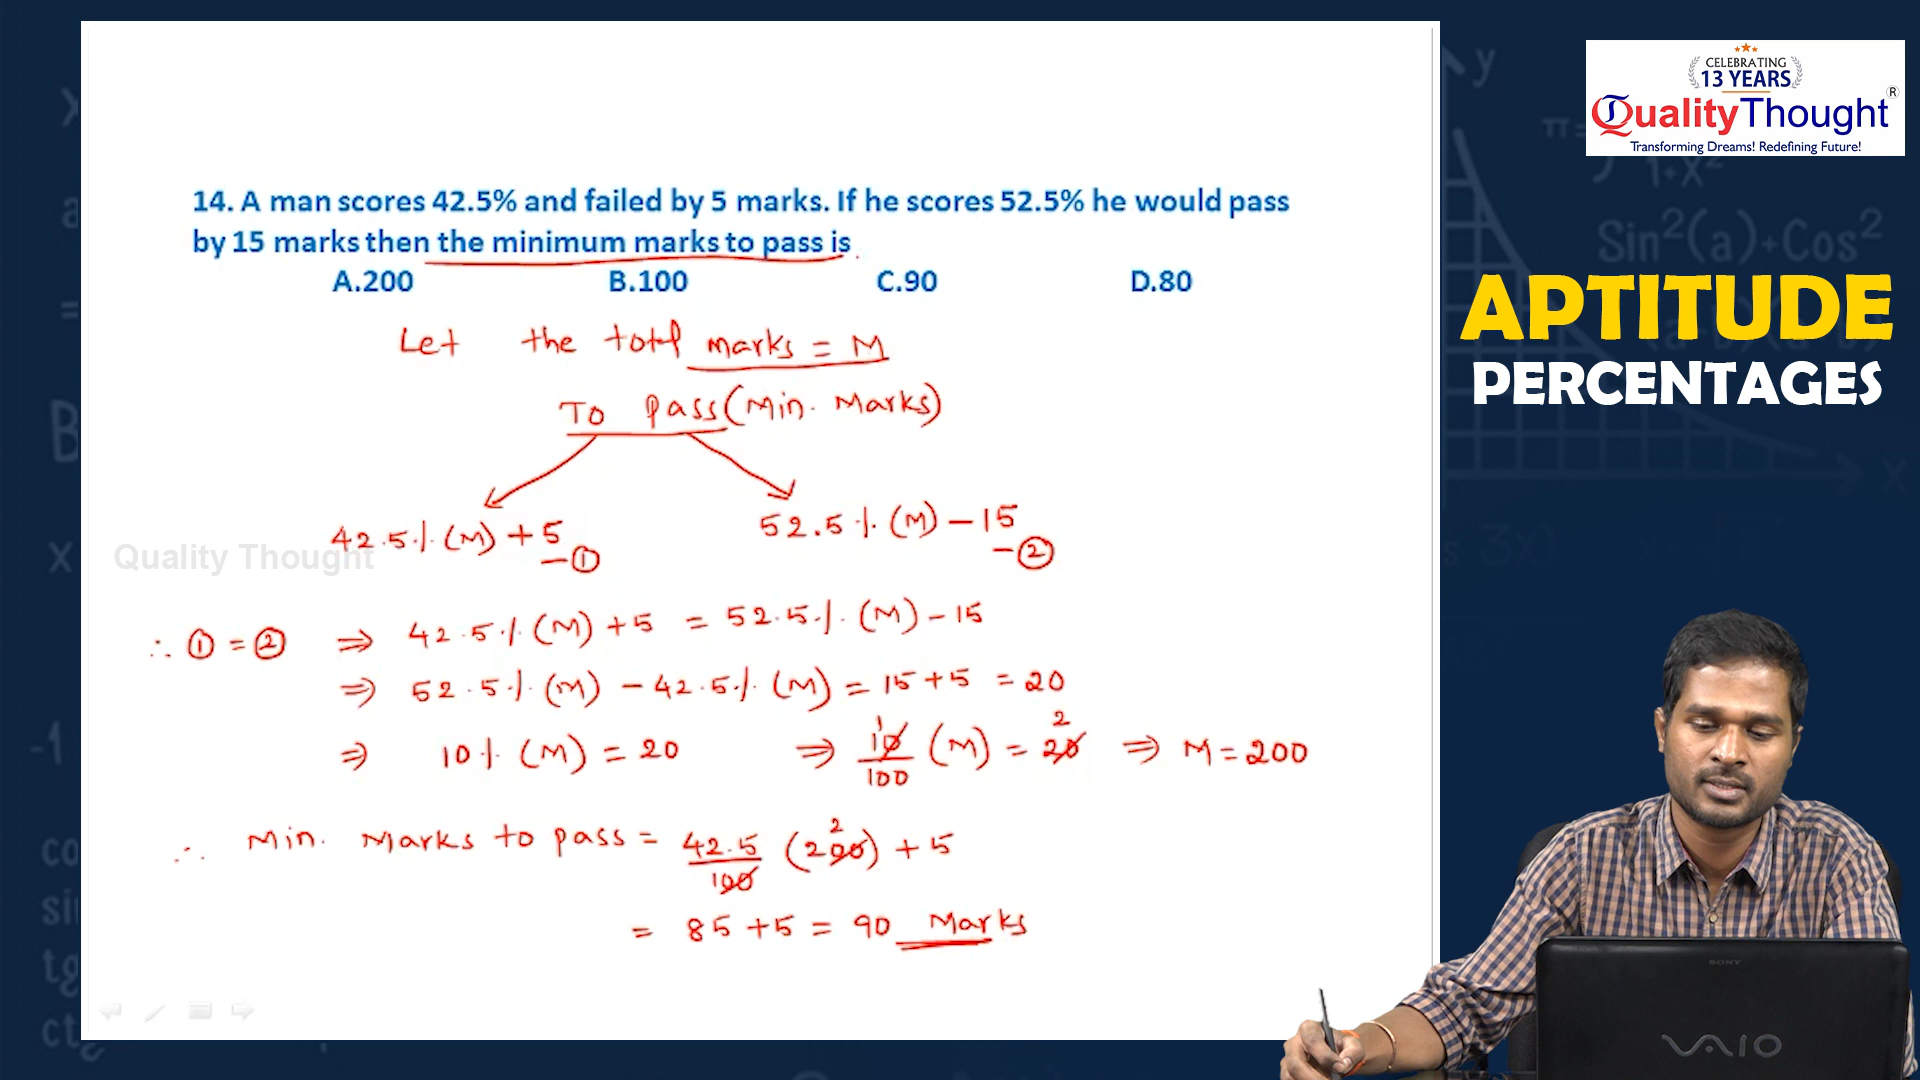 CELEBRATING
13 YEARS
QualityThought®
Transforming Dreams! Redefining Future!
14. A man scores 42.5% and failed by 5 marks. If he scores 52.5% he would pass
by 15 marks then the minimum marks to pass is
A.200 B.100 C.90 D.80
APTITUDE
PERCENTAGES
Let the total marks = M
To pass (Min. Marks)
42.5% (M) + 5 - ①
52.5% (M) - 15 - ②
Quality Thought
∴ ① = ② ⇒ 42.5% (M) + 5 = 52.5% (M) - 15
⇒ 52.5% (M) - 42.5% (M) = 15 + 5 = 20
⇒ 10% (M) = 20 ⇒ 10/100 (M) = 20 ⇒ M = 200
∴ Min. Marks to pass = 42.5/100 (200) + 5
= 85 + 5 = 90 Marks
Sin²(a)+Cos²
SONY
VAIO